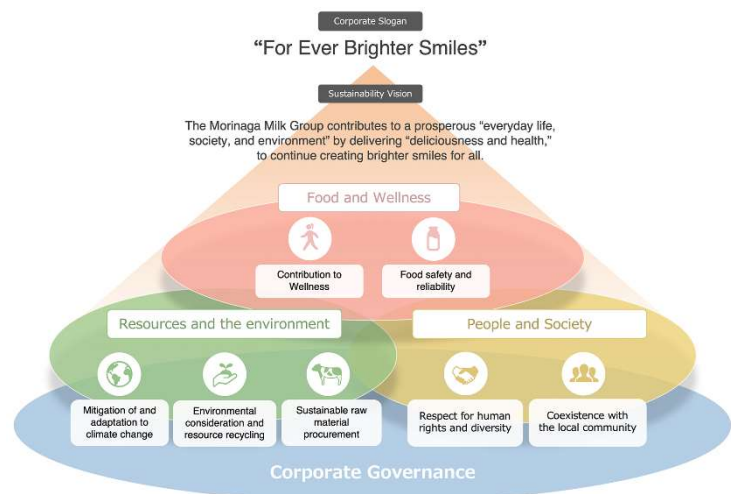 Corporate Slogan
“For Ever Brighter Smiles”
Sustainability Vision
The Morinaga Milk Group contributes to a prosperous “everyday life,
society, and environment” by delivering “deliciousness and health,”
to continue creating brighter smiles for all.
Food and Wellness
Contribution to
Wellness
Food safety and
reliability
Resources and the environment
Mitigation of and
adaptation to
climate change
Environmental
consideration and
resource recycling
Sustainable raw
material
procurement
People and Society
Respect for human
rights and diversity
Coexistence with
the local community
Corporate Governance